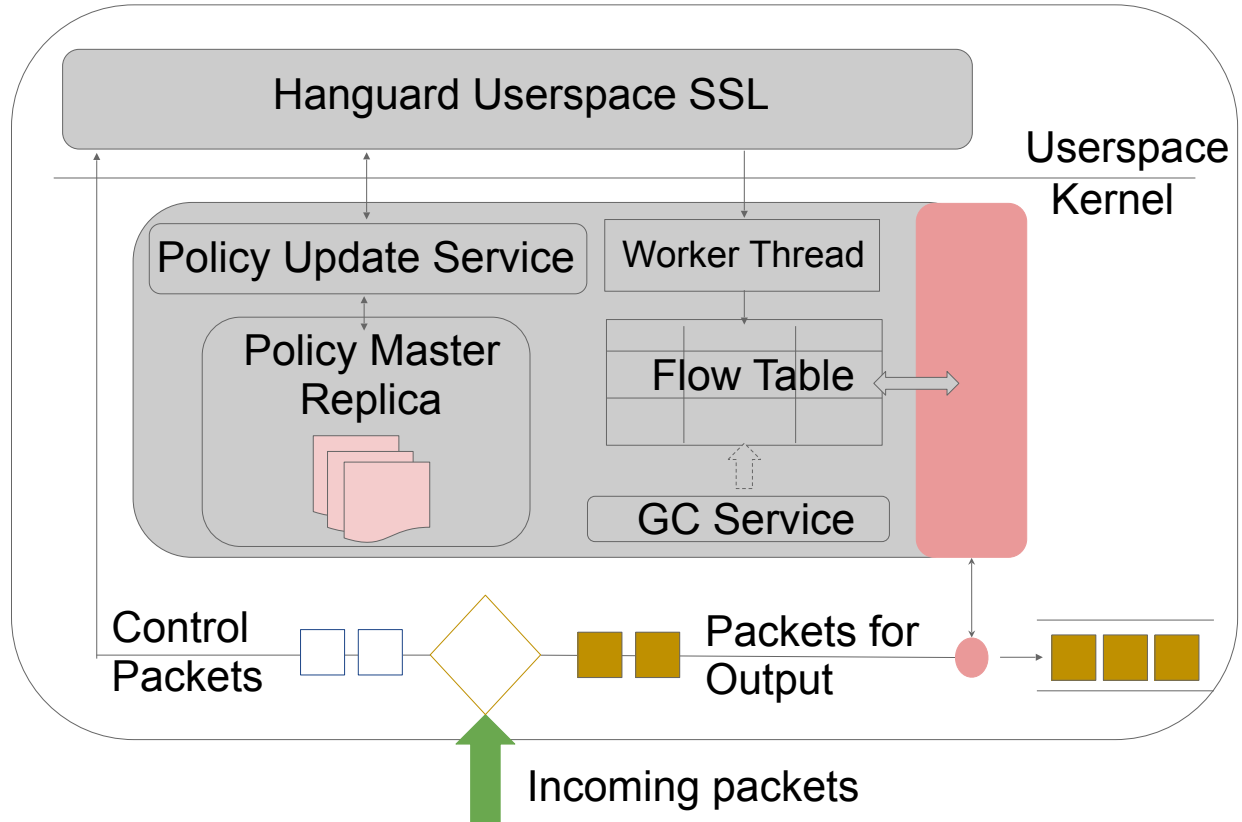 Hanguard Userspace SSL
Userspace
Kernel
Policy Update Service
Worker Thread
Policy Master
Replica
Flow Table
GC Service
Control
Packets
Packets for
Output
Incoming packets